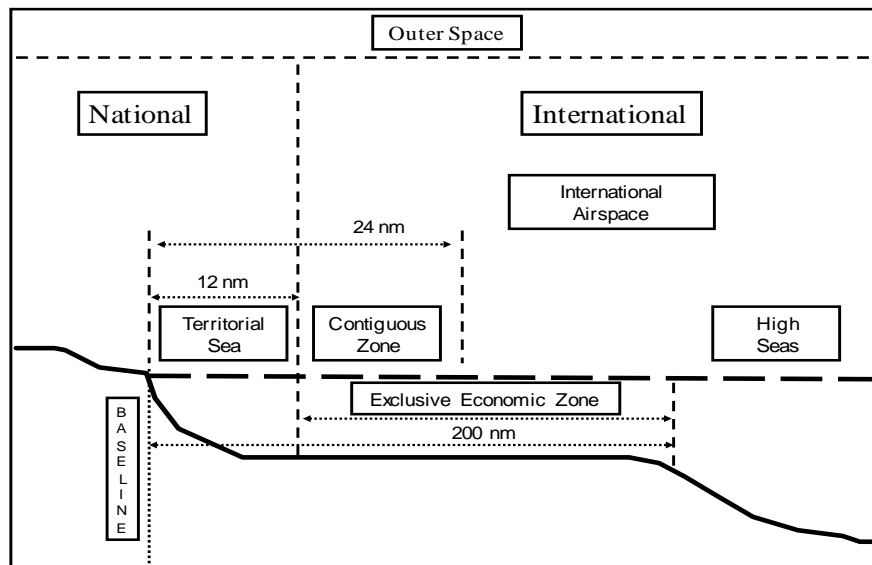 Outer Space
National
International
International
Airspace
24 nm
12 nm
Territorial
Sea
Contiguous
Zone
High
Seas
Exclusive Economic Zone
200 nm
BASELINE